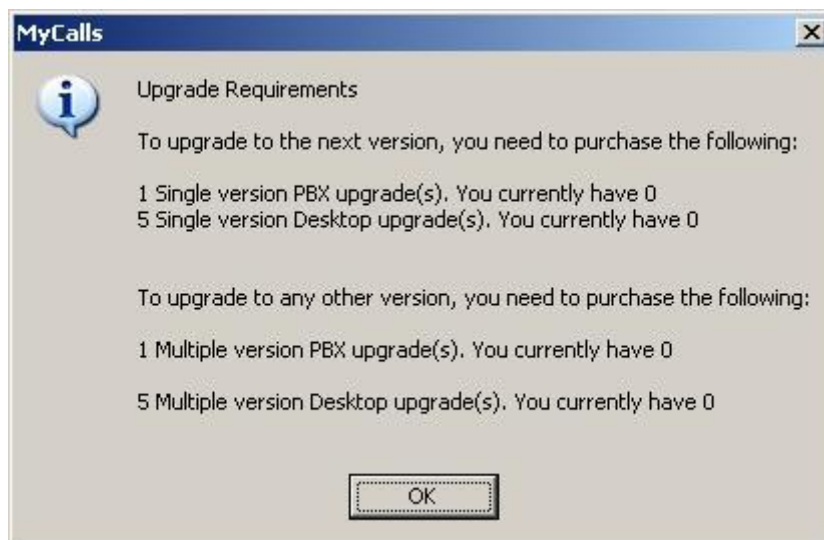 MyCalls
Upgrade Requirements
To upgrade to the next version, you need to purchase the following:
1 Single version PBX upgrade(s). You currently have 0
5 Single version Desktop upgrade(s). You currently have 0
To upgrade to any other version, you need to purchase the following:
1 Multiple version PBX upgrade(s). You currently have 0
5 Multiple version Desktop upgrade(s). You currently have 0
OK